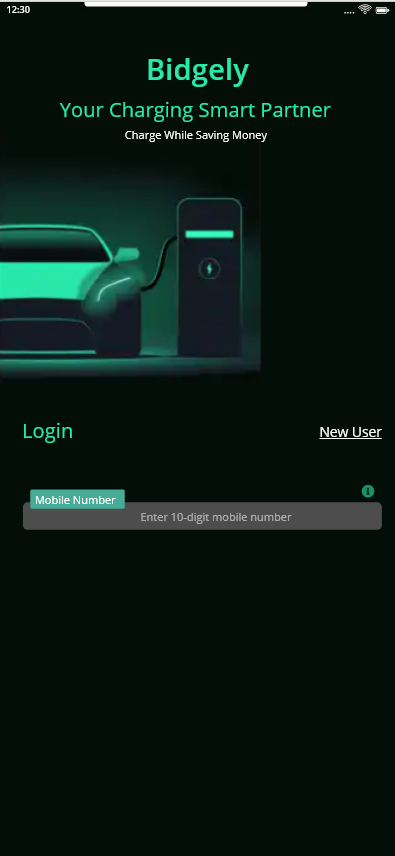 12:30
Bidgely
Your Charging Smart Partner
Charge While Saving Money
Login
New User
Mobile Number
Enter 10-digit mobile number